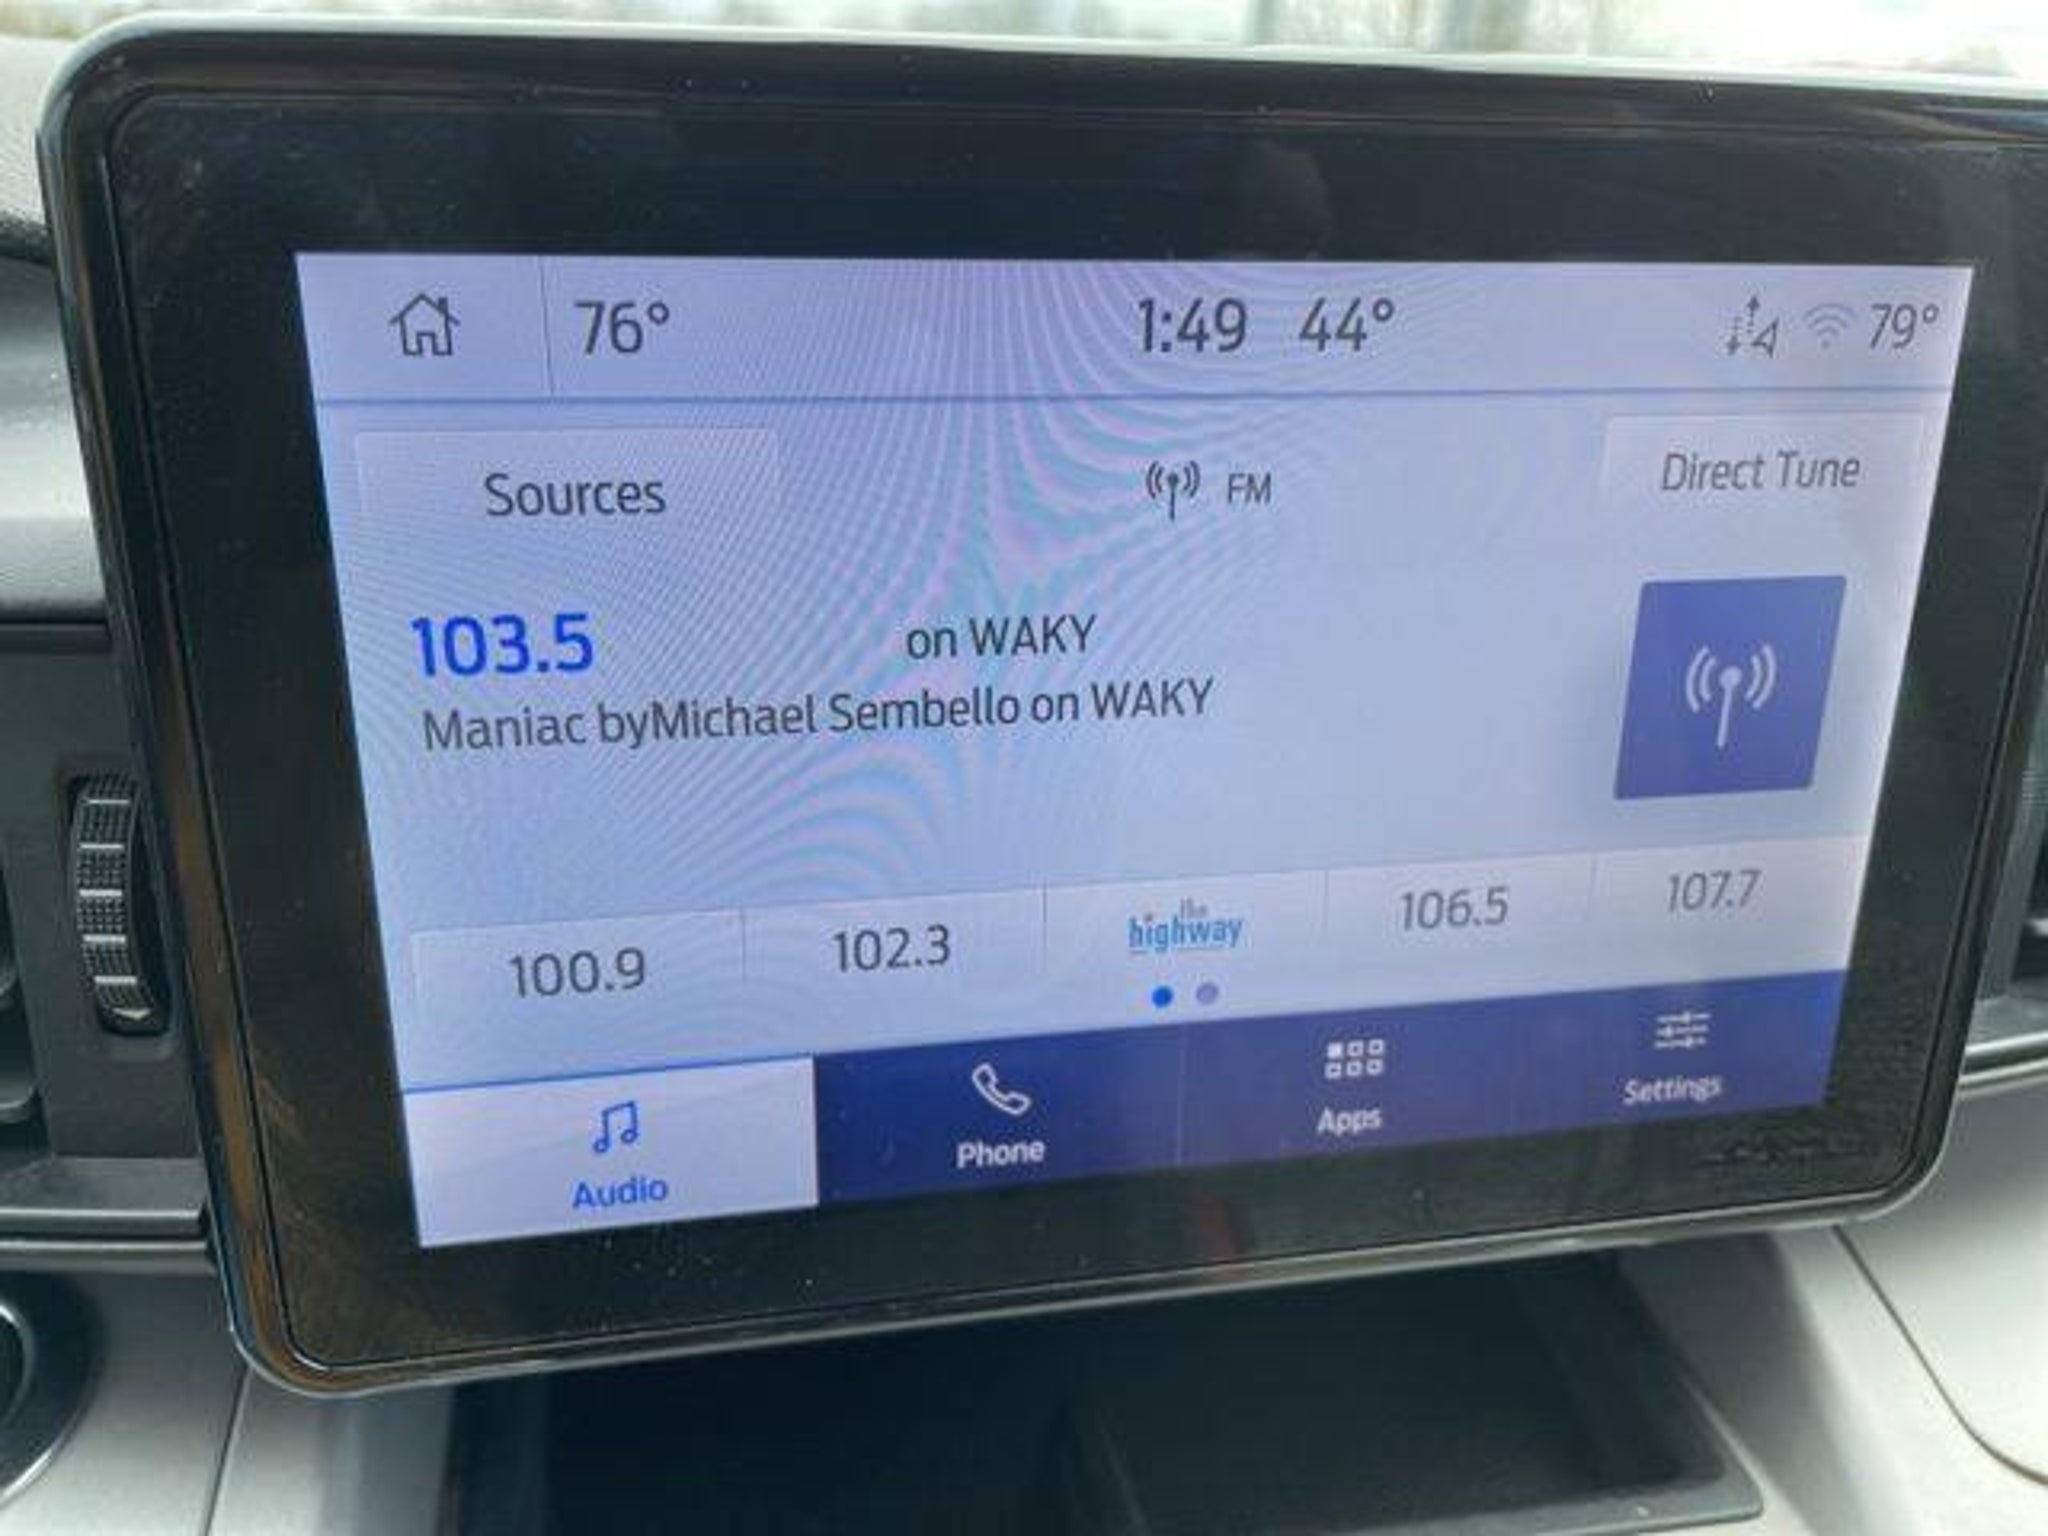 76° 1:49 44° 79°
Sources FM Direct Tune
103.5 on WAKY
Maniac byMichael Sembello on WAKY
100.9 102.3 the highway 106.5 107.7
Audio Phone Apps Settings